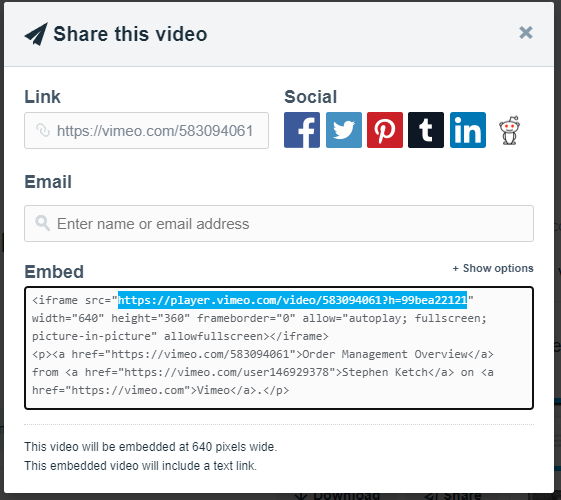 Share this video
×
Link
Social
https://vimeo.com/583094061
f P t in
Email
Enter name or email address
Embed
+ Show options
<iframe src="https://player.vimeo.com/video/583094061?h=99bea22121"
width="640" height="360" frameborder="0" allow="autoplay; fullscreen;
picture-in-picture" allowfullscreen></iframe>
<p><a href="https://vimeo.com/583094061">Order Management Overview</a>
from <a href="https://vimeo.com/user146929378">Stephen Ketch</a> on <a
href="https://vimeo.com">Vimeo</a>.</p>
This video will be embedded at 640 pixels wide.
This embedded video will include a text link.
Download Share